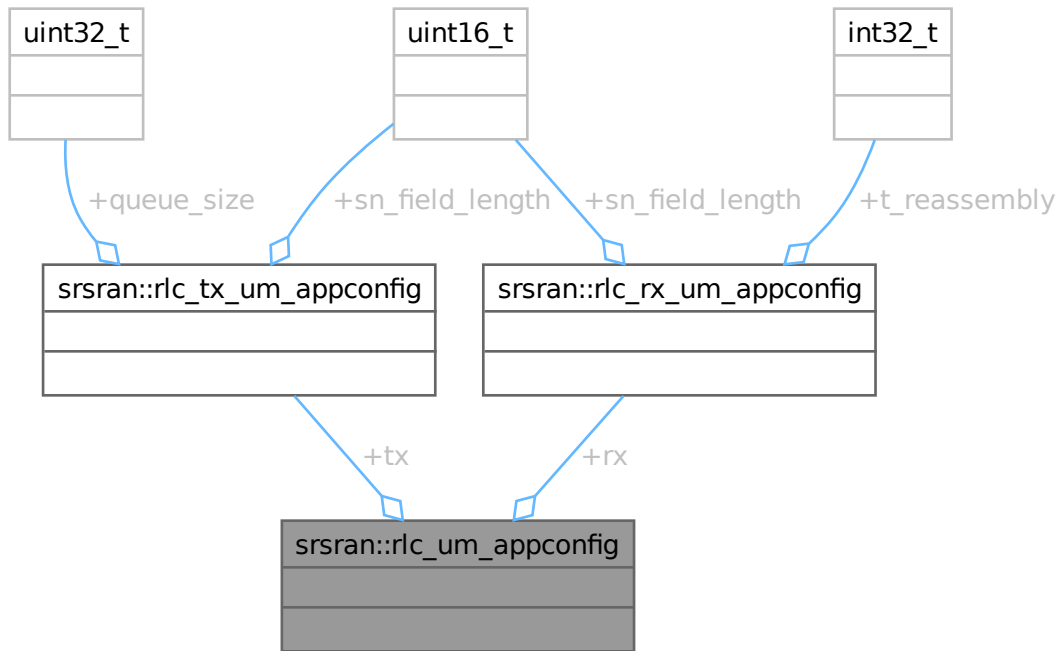 uint32_t
uint16_t
int32_t
+queue_size
+sn_field_length
+sn_field_length
+t_reassembly
srsran::rlc_tx_um_appconfig
srsran::rlc_rx_um_appconfig
+tx
+rx
srsran::rlc_um_appconfig